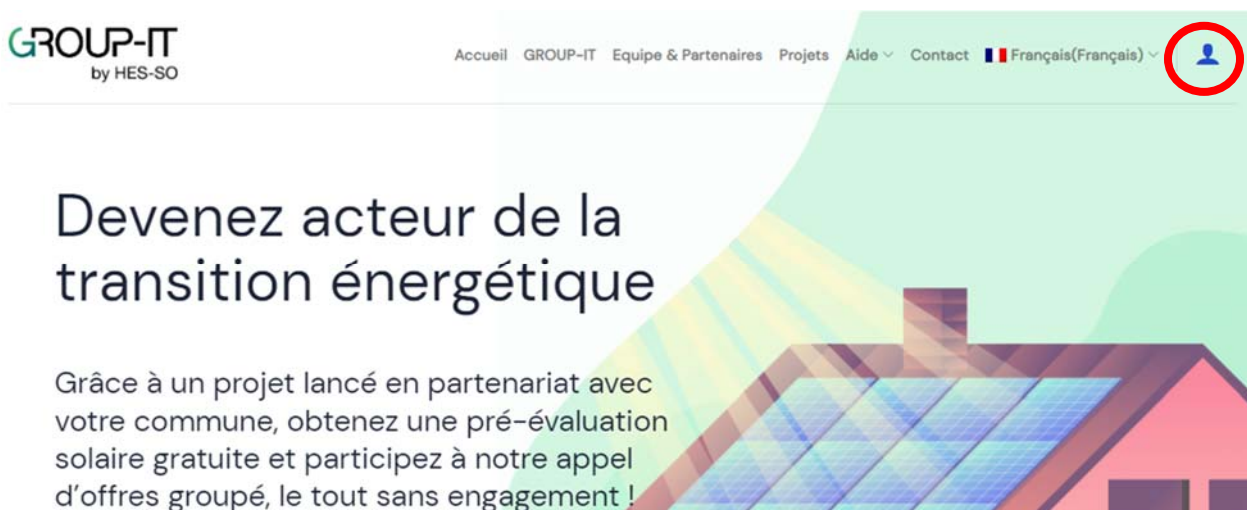 GROUP-IT
by HES-SO
Accueil GROUP-IT Equipe & Partenaires Projets Aide Contact Français(Français)
Devenez acteur de la
transition énergétique
Grâce à un projet lancé en partenariat avec
votre commune, obtenez une pré-évaluation
solaire gratuite et participez à notre appel
d'offres groupé, le tout sans engagement !